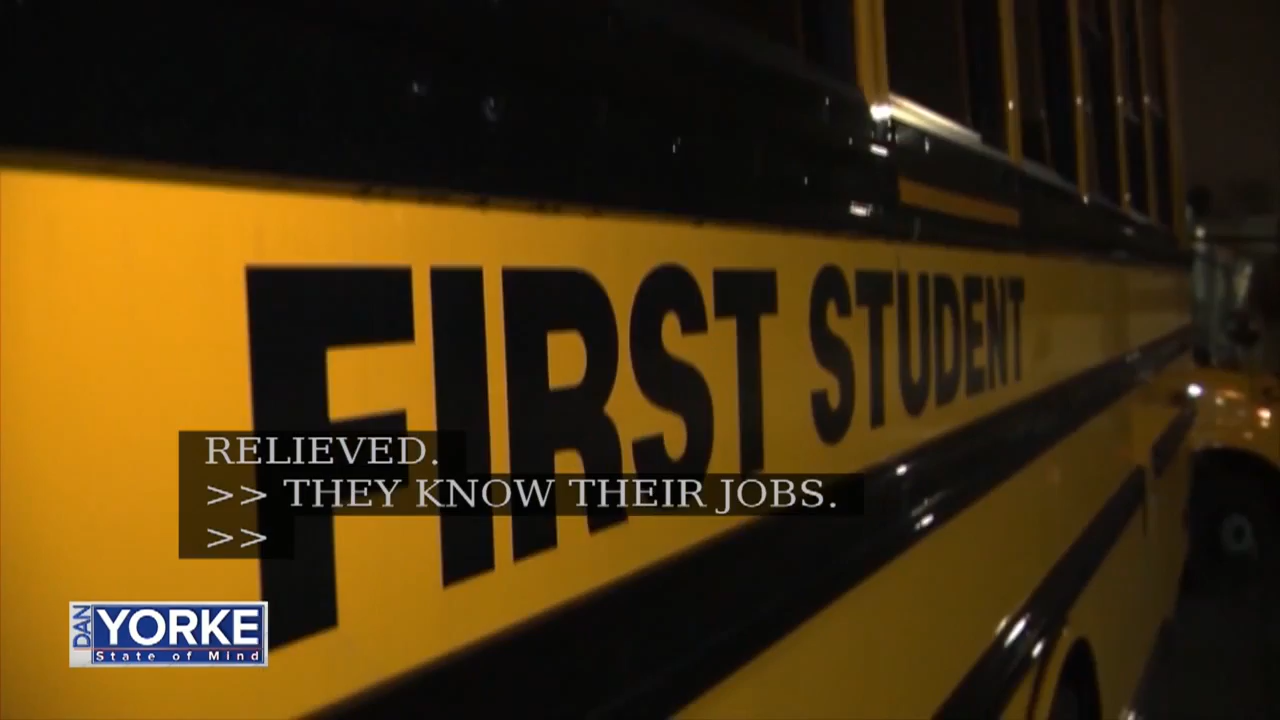 FIRST STUDENT
RELIEVED.
>> THEY KNOW THEIR JOBS.
>>
DAN
YORKE
State of Mind